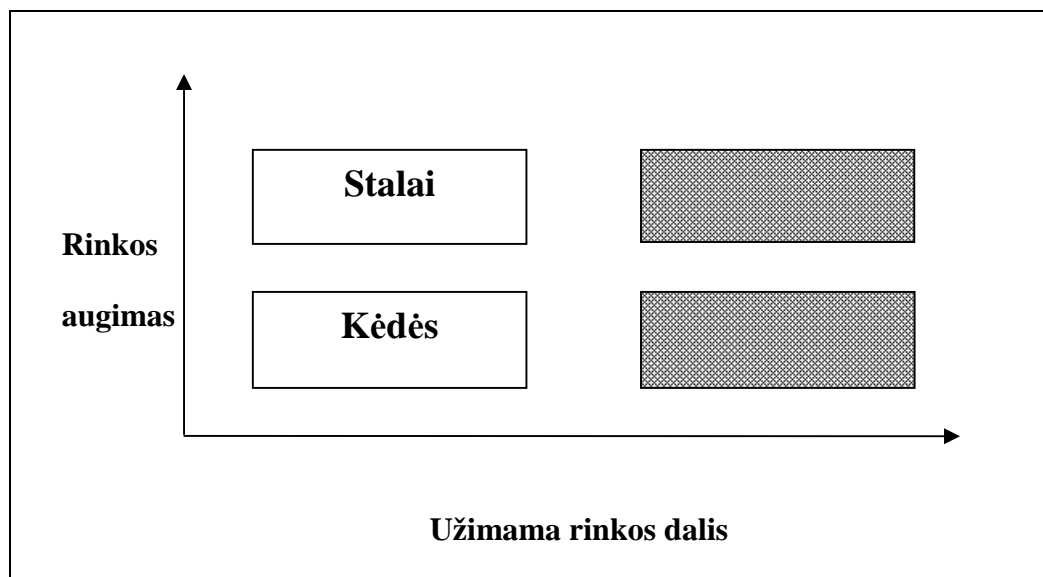 Stalai
Rinkos
augimas
Kėdės
Užimama rinkos dalis